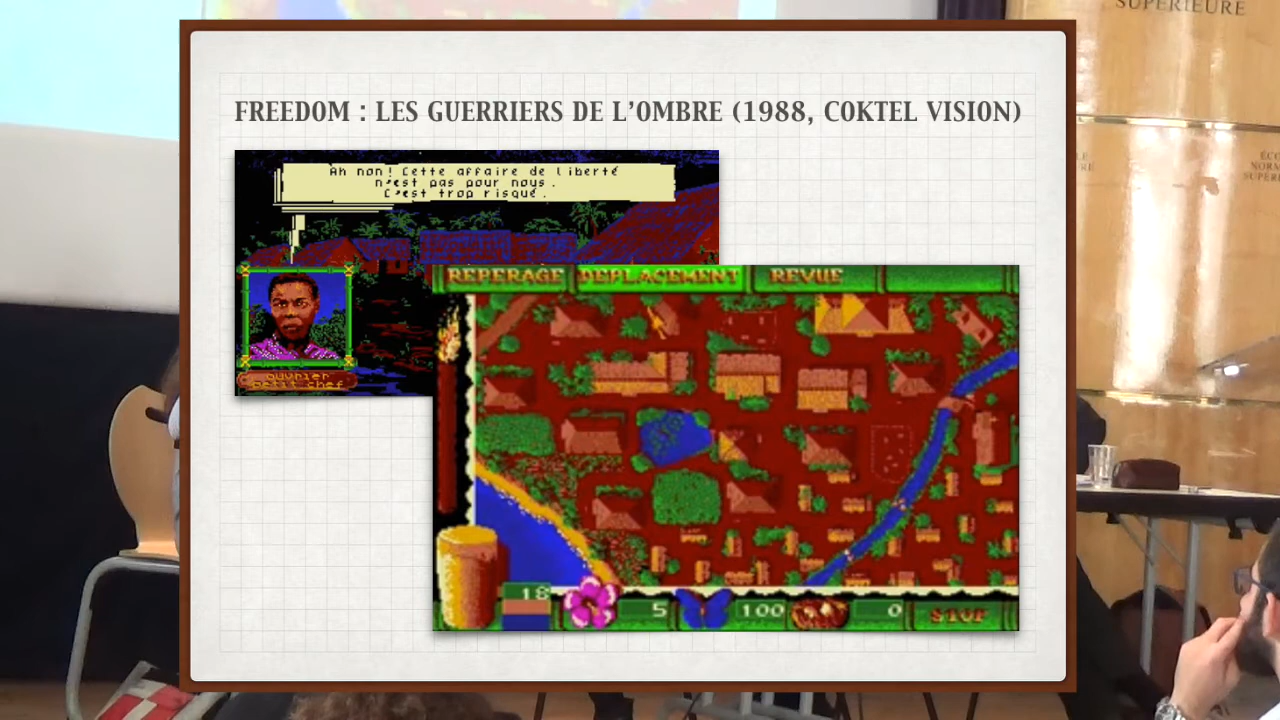 SUPÉRIEURE
FREEDOM : LES GUERRIERS DE L'OMBRE (1988, COKTEL VISION)
Ah non! Cette affaire de liberté
n'est pas pour nous.
C'est trop risqué.
ouvrier
petit chef
REPERAGE DEPLACEMENT REVUE
18 5 100 0 STOP